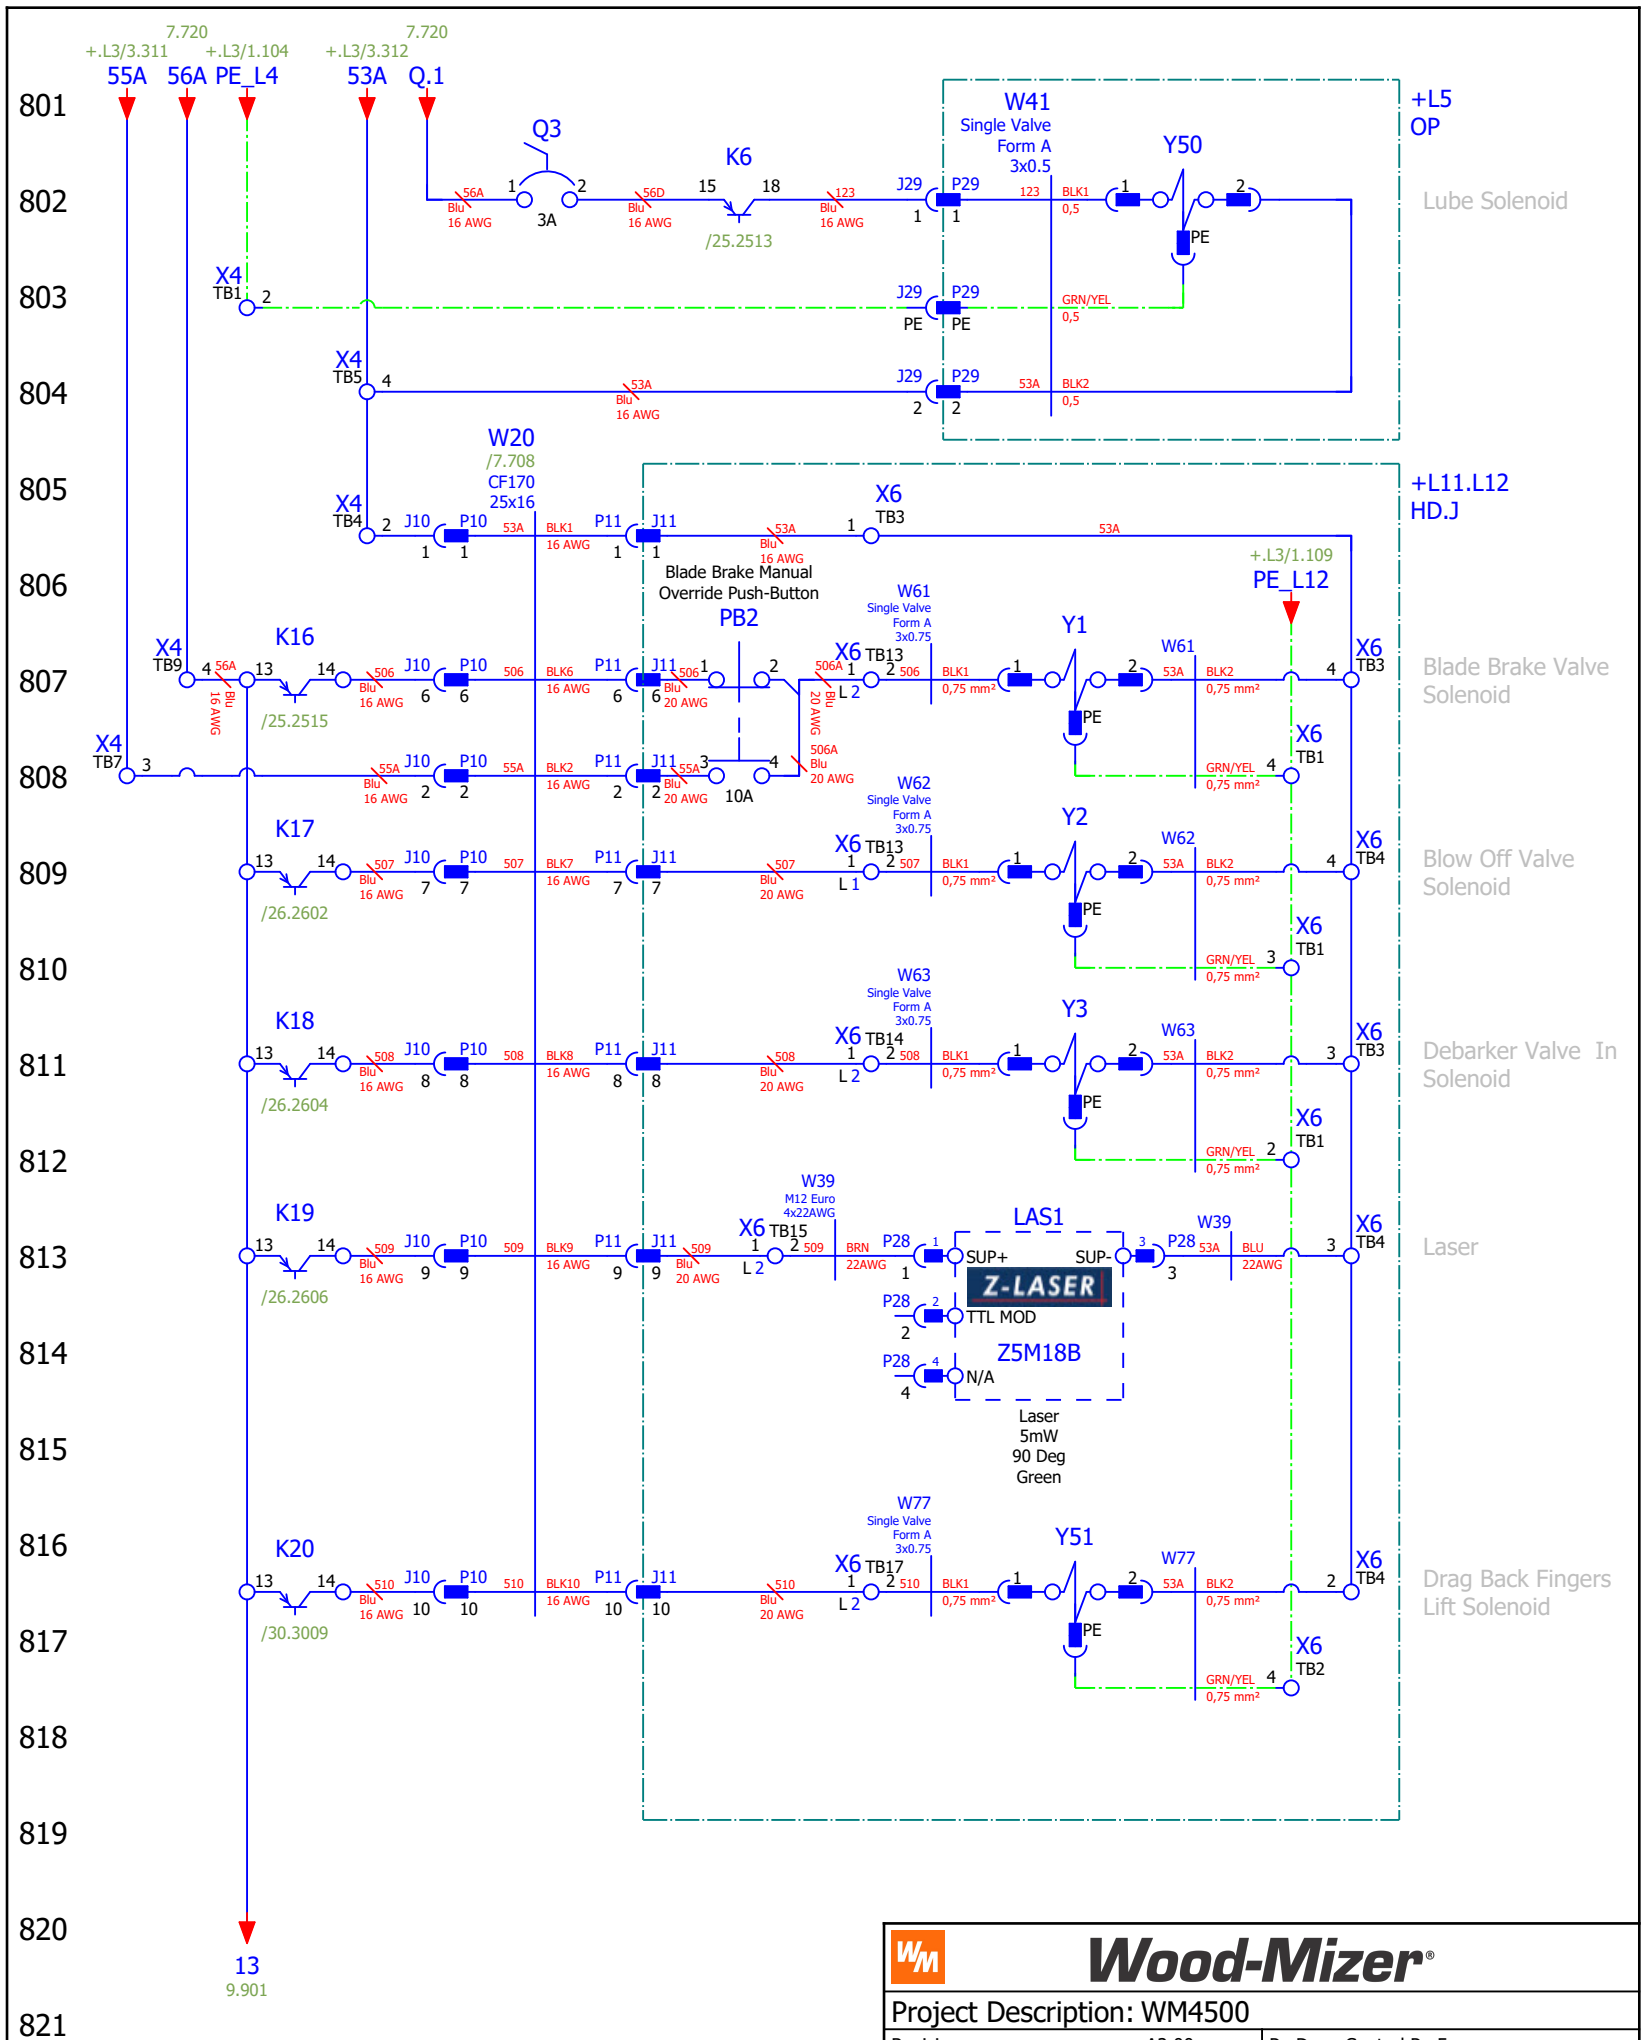 7.720 7.720
+.L3/3.311 +.L3/1.104 +.L3/3.312
55A 56A PE_L4 53A Q.1
801
W41
Single Valve
Form A
3x0.5
+L5
OP
Q3
K6
Y50
802
56A
Blu
16 AWG
1 2
3A
56D
Blu
16 AWG
15 18
/25.2513
123
Blu
16 AWG
J29 P29
1 1
123 BLK1
0,5
1 2
PE
Lube Solenoid
803
X4
TB1 2
J29 P29
PE PE
GRN/YEL
0,5
804
X4
TB5 4
53A
Blu
16 AWG
J29 P29
2 2
53A BLK2
0,5
W20
/7.708
CF170
25x16
805
+L11.L12
HD.J
X4
TB4 2
J10 P10
1 1
53A BLK1
16 AWG
P11 J11
1 1
53A
Blu
16 AWG
X6
1 TB3
53A
806
Blade Brake Manual
Override Push-Button
PB2
W61
Single Valve
Form A
3x0.75
+.L3/1.109
PE_L12
807
X4
TB9 4
56A
Blu
16 AWG
K16
13 14
/25.2515
506
Blu
16 AWG
J10 P10
6 6
506 BLK6
16 AWG
P11 J11
6 6
506
Blu
20 AWG
1 2
506A
Blu
20 AWG
X6 TB13
1 2
L 2
506 BLK1
0,75 mm²
Y1
1 2
PE
W61
53A BLK2
0,75 mm²
X6
4 TB3
Blade Brake Valve
Solenoid
808
X4
TB7 3
55A
Blu
16 AWG
J10 P10
2 2
55A BLK2
16 AWG
P11 J11
2 2
55A
Blu
20 AWG
3 4
10A
506A
Blu
20 AWG
GRN/YEL
0,75 mm²
X6
4 TB1
W62
Single Valve
Form A
3x0.75
809
K17
13 14
/26.2602
507
Blu
16 AWG
J10 P10
7 7
507 BLK7
16 AWG
P11 J11
7 7
507
Blu
20 AWG
X6 TB13
1 2
L 1
507 BLK1
0,75 mm²
Y2
1 2
PE
W62
53A BLK2
0,75 mm²
X6
4 TB4
Blow Off Valve
Solenoid
810
GRN/YEL
0,75 mm²
X6
3 TB1
W63
Single Valve
Form A
3x0.75
811
K18
13 14
/26.2604
508
Blu
16 AWG
J10 P10
8 8
508 BLK8
16 AWG
P11 J11
8 8
508
Blu
20 AWG
X6 TB14
1 2
L 2
508 BLK1
0,75 mm²
Y3
1 2
PE
W63
53A BLK2
0,75 mm²
X6
3 TB3
Debarker Valve In
Solenoid
812
GRN/YEL
0,75 mm²
X6
2 TB1
W39
M12 Euro
4x22AWG
813
K19
13 14
/26.2606
509
Blu
16 AWG
J10 P10
9 9
509 BLK9
16 AWG
P11 J11
9 9
509
Blu
20 AWG
X6 TB15
1 2
L 2
509 BRN
22AWG
P28 1
1
LAS1
SUP+ SUP-
Z-LASER
3 P28
3
W39
53A BLU
22AWG
X6
3 TB4
Laser
P28 2
2
TTL MOD
814
Z5M18B
P28 4
4
N/A
815
Laser
5mW
90 Deg
Green
816
W77
Single Valve
Form A
3x0.75
K20
13 14
/30.3009
510
Blu
16 AWG
J10 P10
10 10
510 BLK10
16 AWG
P11 J11
10 10
510
Blu
20 AWG
X6 TB17
1 2
L 2
510 BLK1
0,75 mm²
Y51
1 2
PE
W77
53A BLK2
0,75 mm²
X6
2 TB4
Drag Back Fingers
Lift Solenoid
817
GRN/YEL
0,75 mm²
X6
4 TB2
818
819
820
13
9.901
821
WM
Wood-Mizer®
Project Description: WM4500